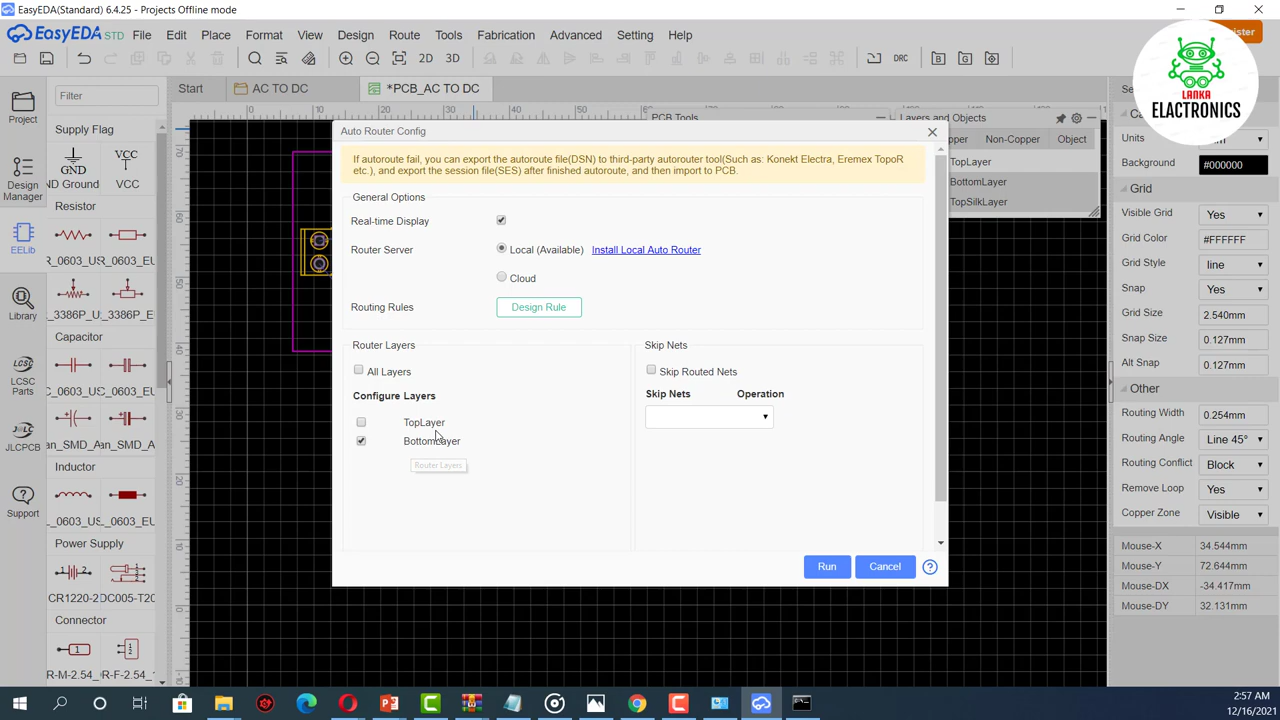 EasyEDA(Standard) 6.4.25 - Projects Offline mode
EasyEDA STD File Edit Place Format View Design Route Tools Fabrication Advanced Setting Help
2D 3D DRC
LANKA
ELACTRONICS
Project
Design
Manager
EELib
Library
LCSC
Parts
JLCPCB
Support
Filter
Supply Flag
VCC
GND
VCC
Resistor
Capacitor
Inductor
Power Supply
Connector
Start AC TO DC *PCB_AC TO DC
PCB Tools
Layers and Objects
Non-Copper Object
TopLayer
BottomLayer
TopSilkLayer
Auto Router Config
If autoroute fail, you can export the autoroute file(DSN) to third-party autorouter tool(Such as: Konekt Electra, Eremex TopoR
etc.), and export the session file(SES) after finished autoroute, and then import to PCB.
General Options
Real-time Display
Router Server Local (Available) Install Local Auto Router
Cloud
Routing Rules Design Rule
Router Layers
All Layers
Configure Layers
TopLayer
BottomLayer
Router Layers
Skip Nets
Skip Routed Nets
Skip Nets Operation
Run Cancel
Units
Background #000000
Grid
Visible Grid Yes
Grid Color #FFFFFF
Grid Style line
Snap Yes
Grid Size 2.540mm
Snap Size 0.127mm
Alt Snap 0.127mm
Other
Routing Width 0.254mm
Routing Angle Line 45°
Routing Conflict Block
Remove Loop Yes
Copper Zone Visible
Mouse-X 34.544mm
Mouse-Y 72.644mm
Mouse-DX -34.417mm
Mouse-DY 32.131mm
2:57 AM
12/16/2021